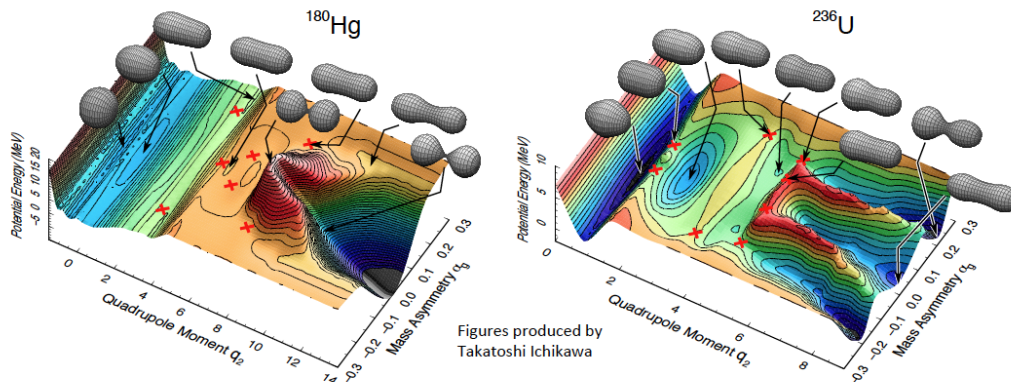 180Hg
236U
Potential Energy (MeV)
-5 0 5 10 15 20
0 2 4 6 8 10 12 14
Quadrupole Moment q2
-0.3 -0.2 -0.1 0.0 0.1 0.2 0.3
Mass Asymmetry αg
Figures produced by
Takatoshi Ichikawa
Potential Energy (MeV)
0 5 10
0 2 4 6 8
Quadrupole Moment q2
-0.3 -0.2 -0.1 0.0 0.1 0.2 0.3
Mass Asymmetry αg